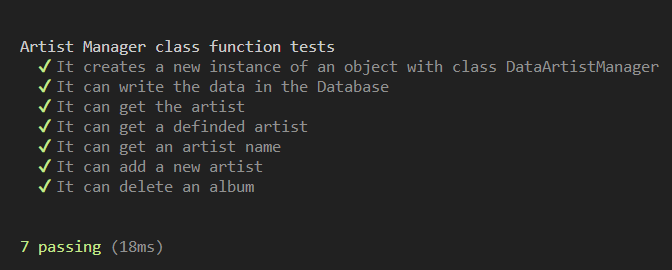 Artist Manager class function tests
✓ It creates a new instance of an object with class DataArtistManager
✓ It can write the data in the Database
✓ It can get the artist
✓ It can get a definded artist
✓ It can get an artist name
✓ It can add a new artist
✓ It can delete an album
7 passing (18ms)